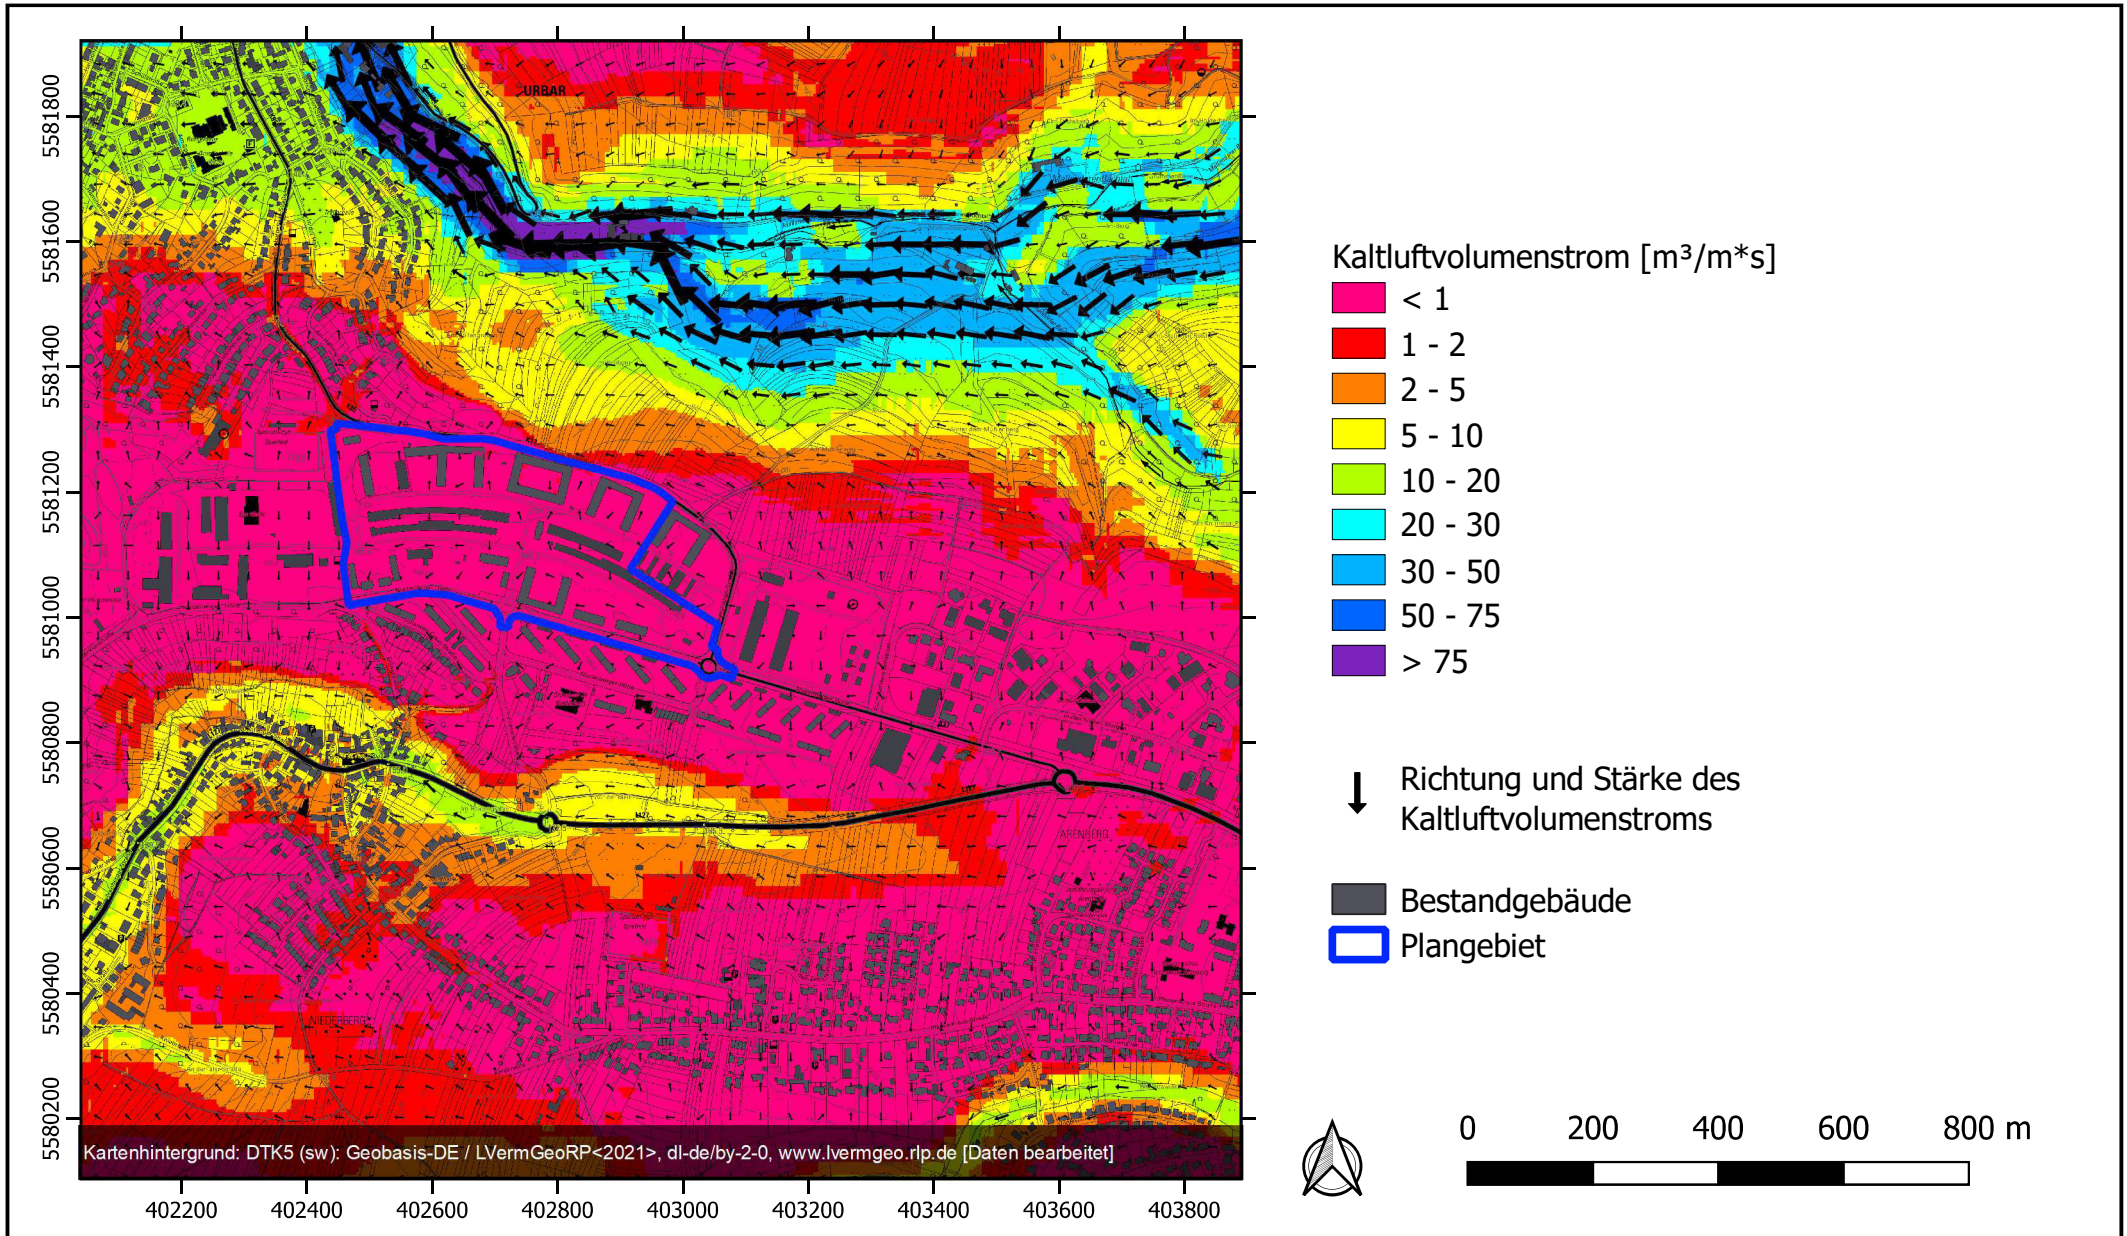 5581800
5581600
5581400
5581200
5581000
5580800
5580600
5580400
5580200
URBAR
ARENBERG
NIEDERBERG
Kartenhintergrund: DTK5 (sw): Geobasis-DE / LVermGeoRP<2021>, dl-de/by-2-0, www.lvermgeo.rlp.de [Daten bearbeitet]
402200
402400
402600
402800
403000
403200
403400
403600
403800
Kaltluftvolumenstrom [m³/m*s]
< 1
1 - 2
2 - 5
5 - 10
10 - 20
20 - 30
30 - 50
50 - 75
> 75
Richtung und Stärke des
Kaltluftvolumenstroms
Bestandgebäude
Plangebiet
0 200 400 600 800 m